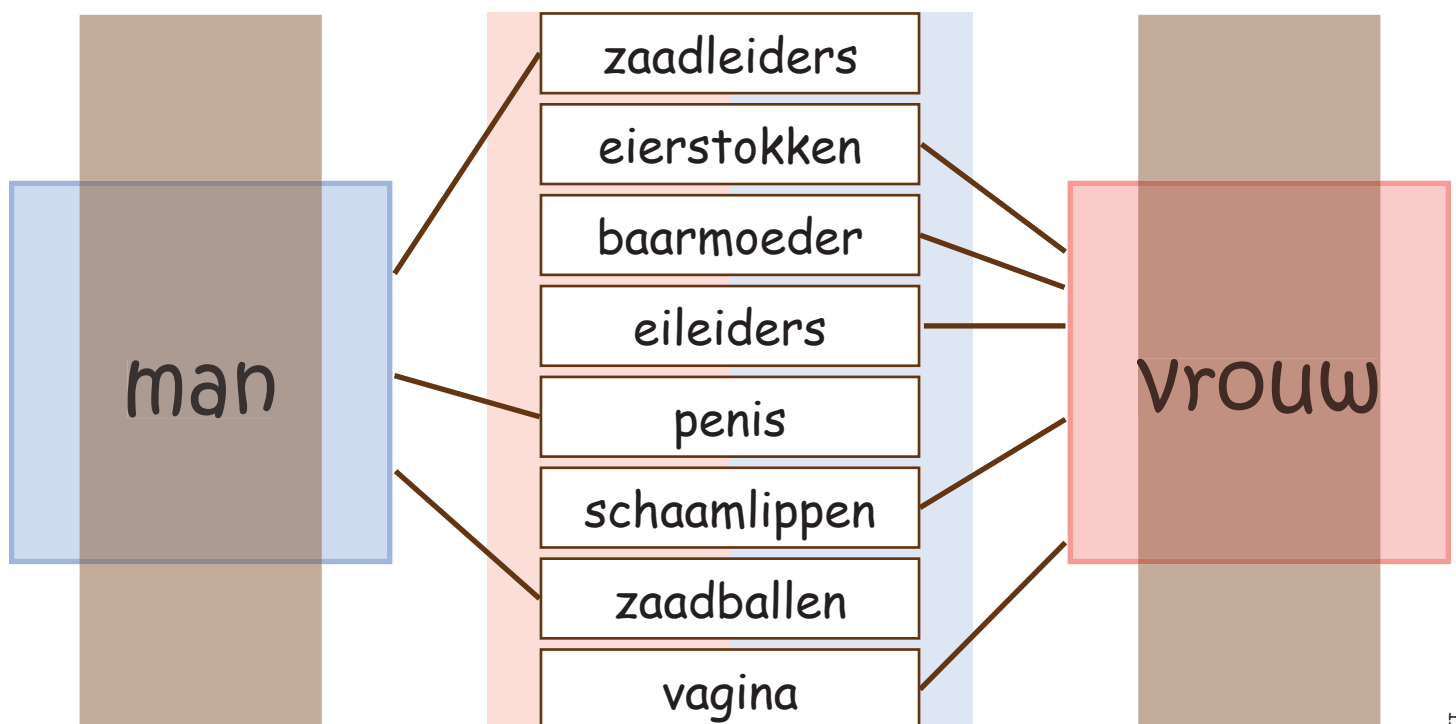 zaadleiders
eierstokken
baarmoeder
eileiders
man
vrouw
penis
schaamlippen
zaadballen
vagina